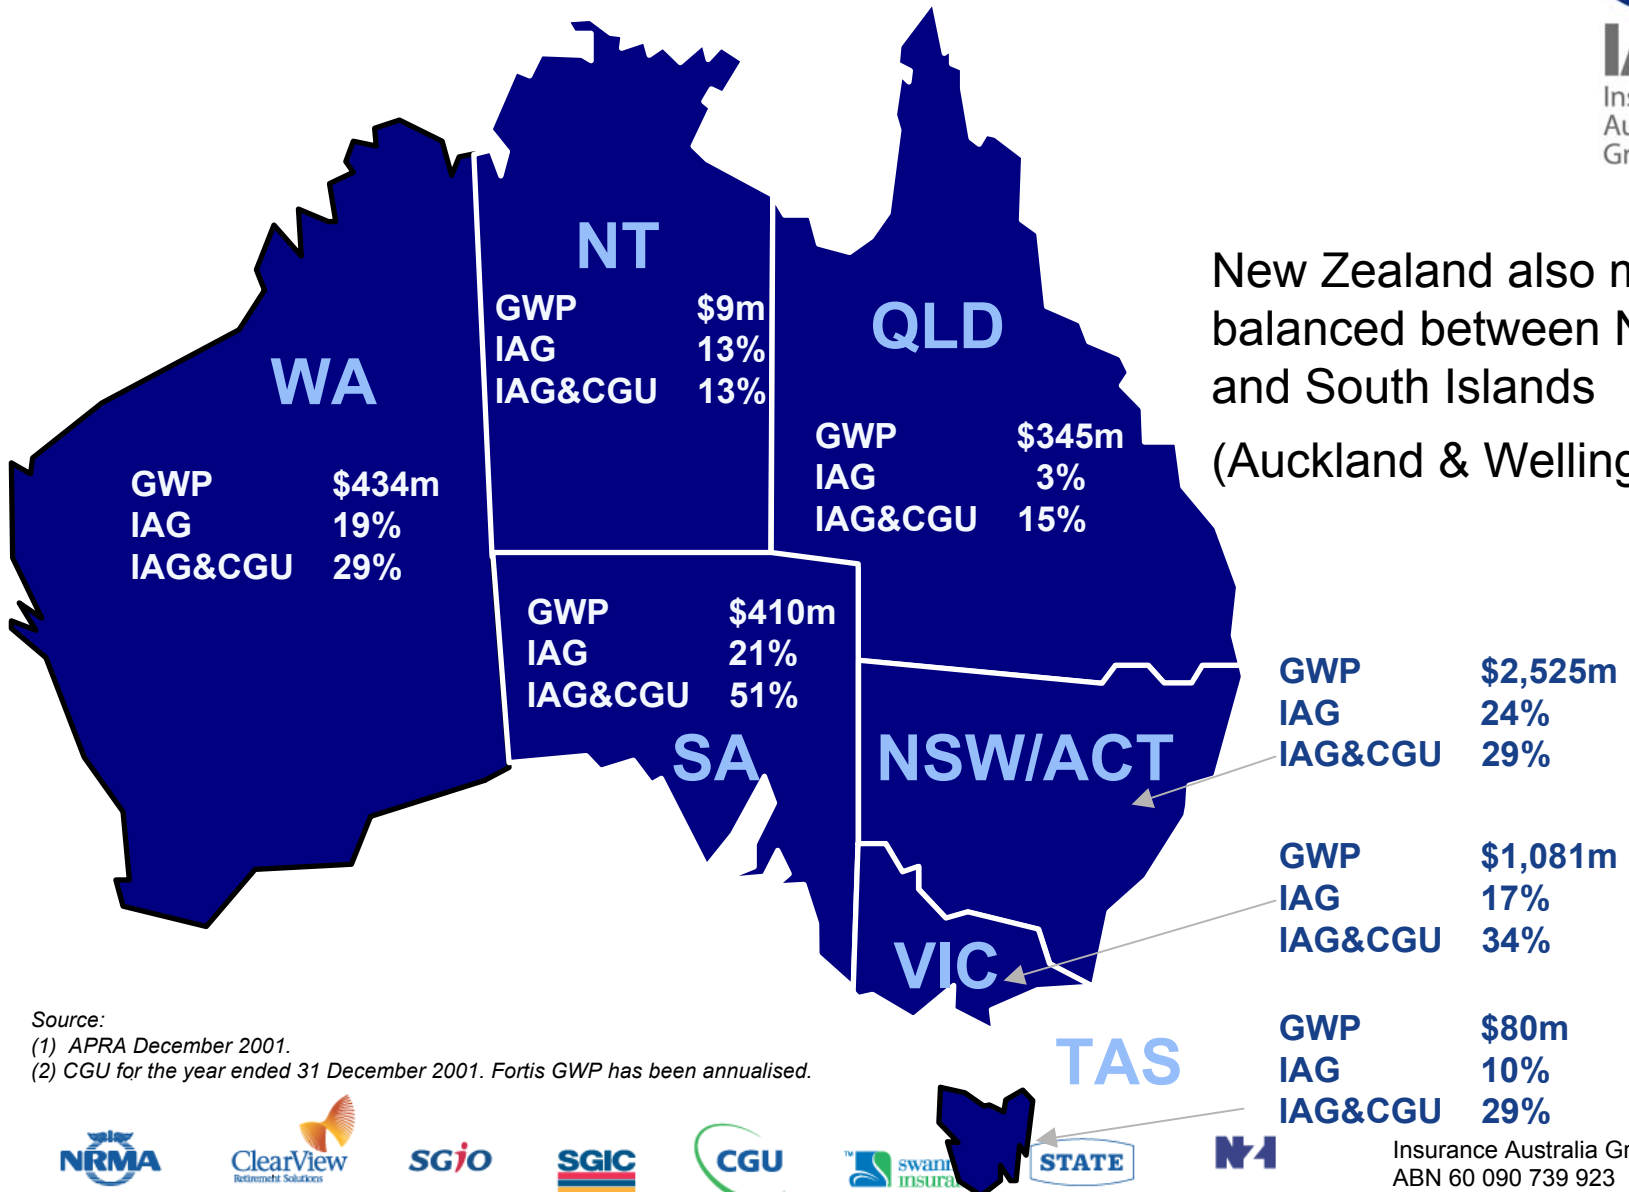 NT
GWP $9m
IAG 13%
IAG&CGU 13%
QLD
GWP $345m
IAG 3%
IAG&CGU 15%
WA
GWP $434m
IAG 19%
IAG&CGU 29%
New Zealand also
balanced between
and South Islands
(Auckland &
GWP $410m
IAG 21%
IAG&CGU 51%
SA
NSW/ACT
GWP $2,525m
IAG 24%
IAG&CGU 29%
VIC
GWP $1,081m
IAG 17%
IAG&CGU 34%
TAS
GWP $80m
IAG 10%
IAG&CGU 29%
Source:
(1) APRA December 2001.
(2) CGU for the year ended 31 December 2001. Fortis GWP has been annualised.
NRMA
ClearView
Retirement Solutions
SGIO
SGIC
CGU
STATE
NZI
Insurance Australia
ABN 60 090 739 923